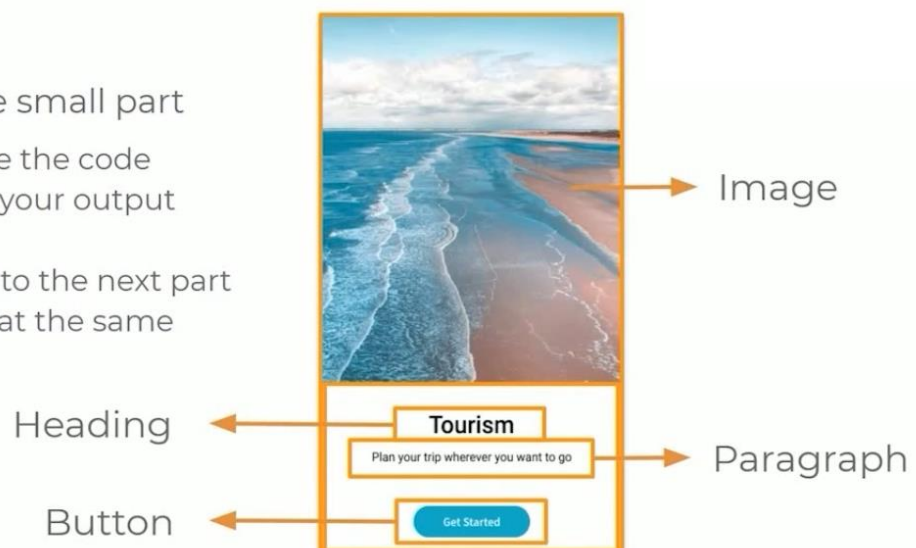 small part
the code
your output
to the next part
at the same
Image
Heading
Tourism
Plan your trip wherever you want to go
Paragraph
Button
Get Started